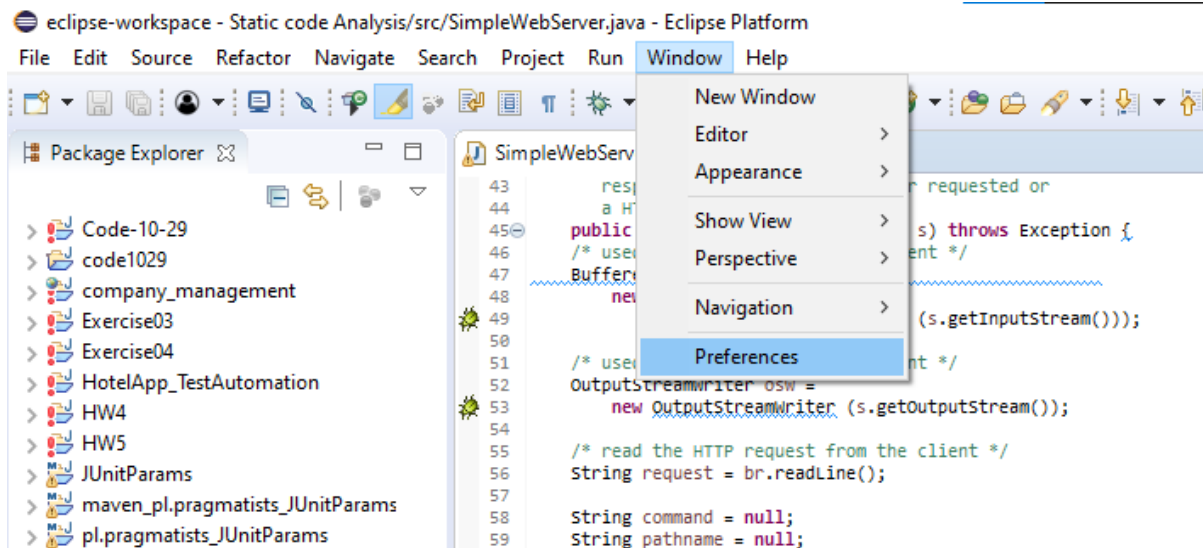 eclipse-workspace - Static code Analysis/src/SimpleWebServer.java - Eclipse Platform
File Edit Source Refactor Navigate Search Project Run Window Help
Package Explorer
Code-10-29
code1029
company_management
Exercise03
Exercise04
HotelApp_TestAutomation
HW4
HW5
JUnitParams
maven_pl.pragmatists_JUnitParams
pl.pragmatists_JUnitParams
New Window
Editor
Appearance
Show View
Perspective
Navigation
Preferences
SimpleWebServ
43 res r requested or
44 a H
45 public s) throws Exception {
46 /* use ent */
47 Buffer
48 ne
49 (s.getInputStream()));
50
51 /* use nt */
52 OutputStreamWriter osw =
53 new OutputStreamWriter (s.getOutputStream());
54
55 /* read the HTTP request from the client */
56 String request = br.readLine();
57
58 String command = null;
59 String pathname = null;